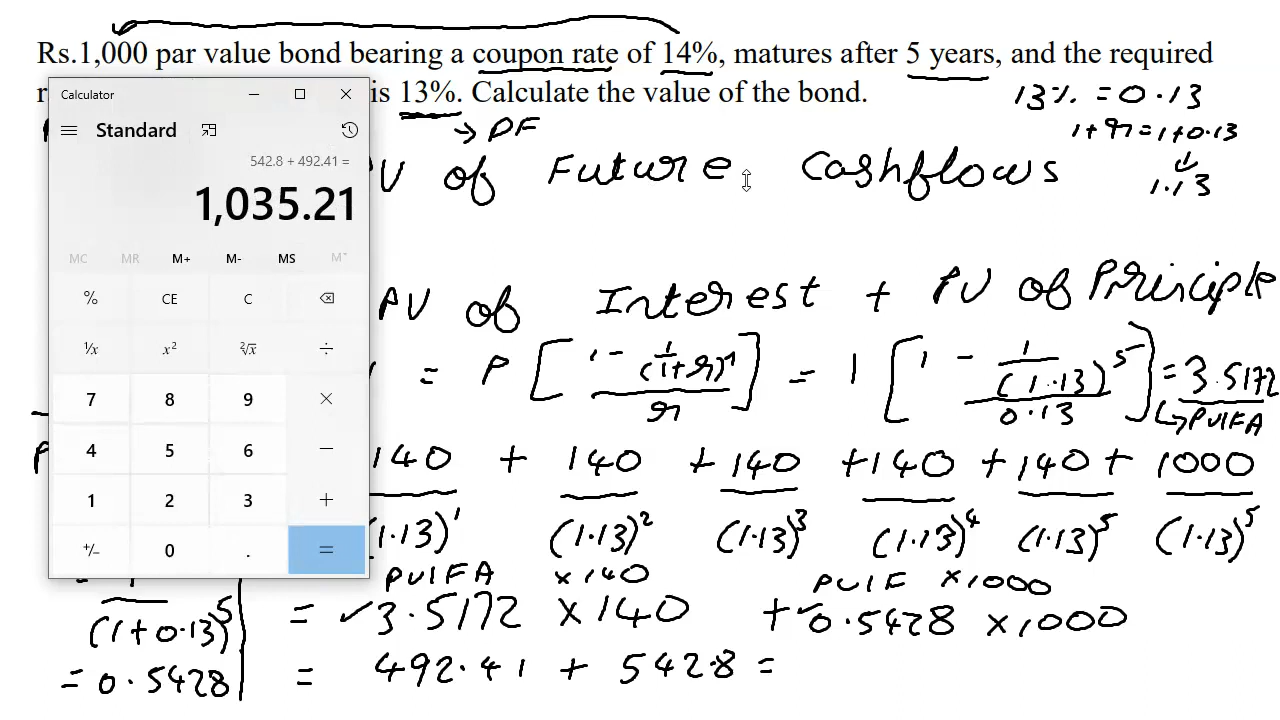 Rs.1,000 par value bond bearing a coupon rate of 14%, matures after 5 years, and the required
is 13%. Calculate the value of the bond.
13% = 0.13
→ PF
1+r = 1+0.13
↓
1.13
PV of Future Cashflows
Calculator
Standard
542.8 + 492.41 =
1,035.21
MC MR M+ M- MS M˅
% CE C ⌫
¹/x x² ²√x ÷
7 8 9 ×
4 5 6 −
1 2 3 +
+/− 0 . =
PV of Interest + PV of Principle
= P [ 1 - 1/(1+r)^n / r ] = 1 [ 1 - 1/(1.13)^5 / 0.13 ] = 3.5172
↳ PVIFA
140 + 140 + 140 + 140 + 140 + 1000
(1.13)^1 (1.13)^2 (1.13)^3 (1.13)^4 (1.13)^5 (1.13)^5
PVIFA ×140 PVIF ×1000
(1+0.13)^5 = ✓3.5172 ×140 + ✓0.5428 ×1000
= 0.5428 = 492.41 + 542.8 =